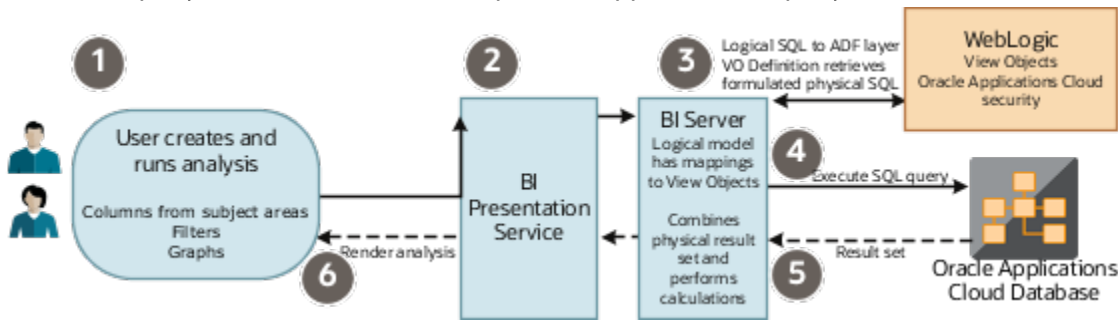 1
User creates and
runs analysis
Columns from subject areas
Filters
Graphs
2
BI
Presentation
Service
3
Logical SQL to ADF layer
VO Definition retrieves
formulated physical SQL
WebLogic
View Objects
Oracle Applications Cloud
security
BI Server
Logical model
has mappings
to View Objects
Combines
physical result
set and
performs
calculations
4
Execute SQL query
5
Result set
Oracle Applications
Cloud Database
6
Render analysis